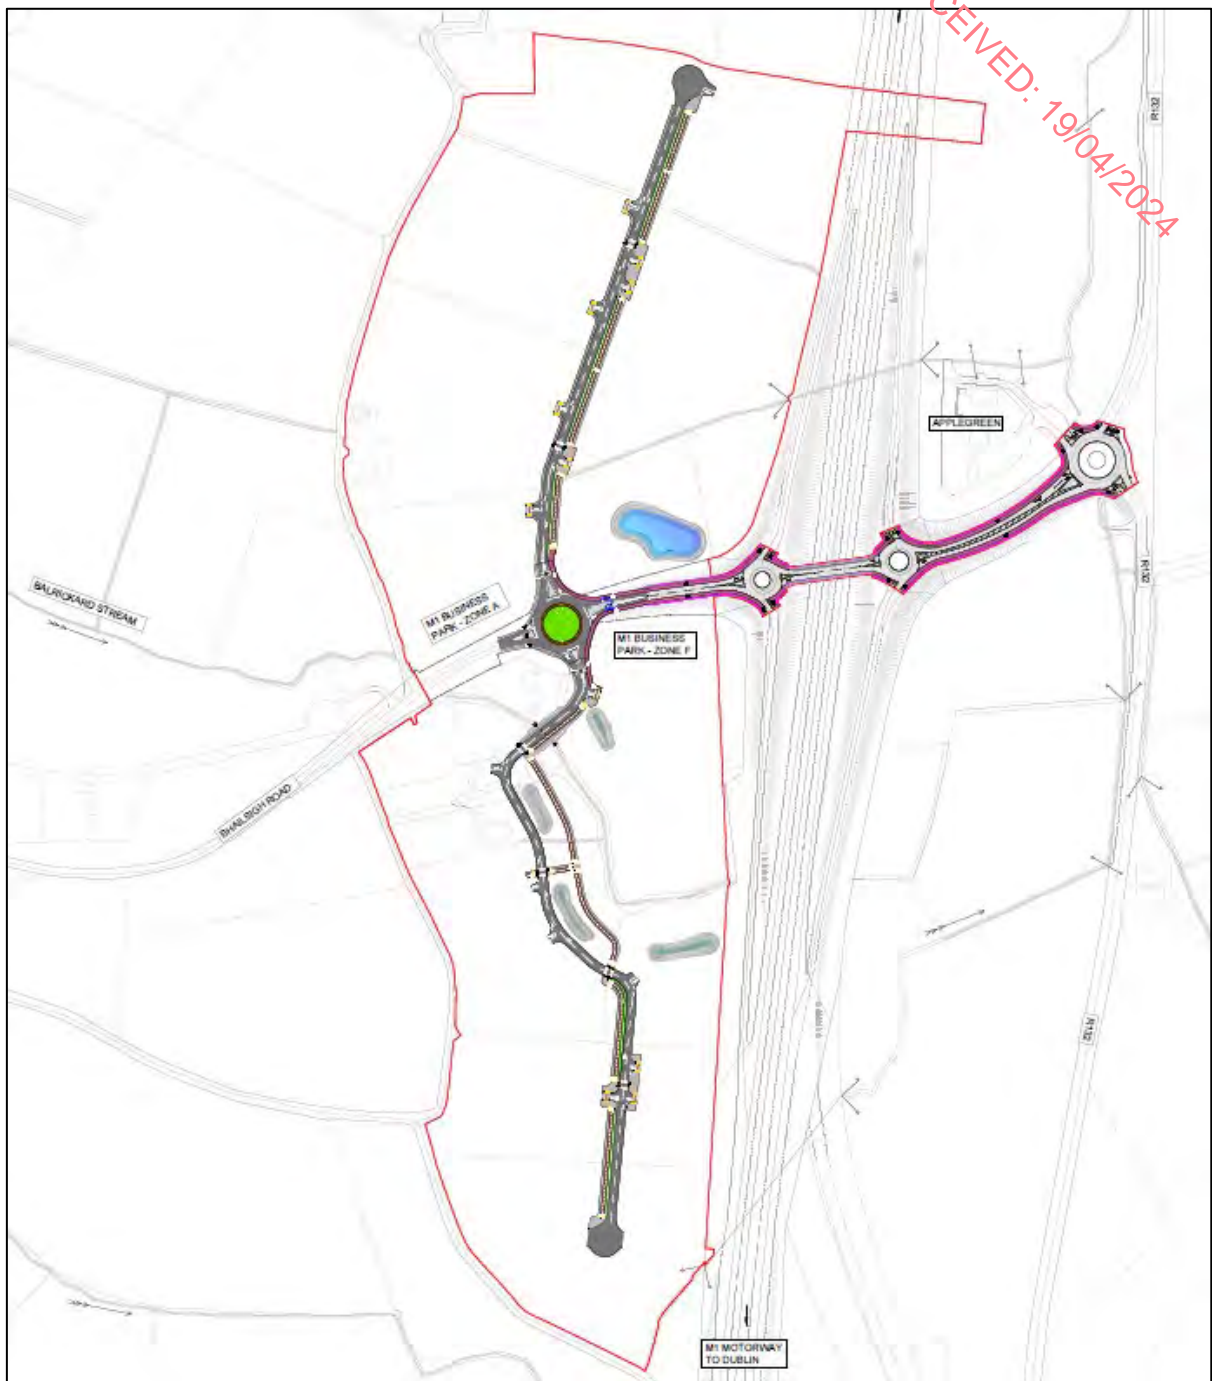 CEIVED: 19/04/2024
R132
APPLEGREEN
BALRICKARD STREAM
M1 BUSINESS
PARK - ZONE A
M1 BUSINESS
PARK - ZONE F
R132
BHAILSIGH ROAD
R132
M1 MOTORWAY
TO DUBLIN